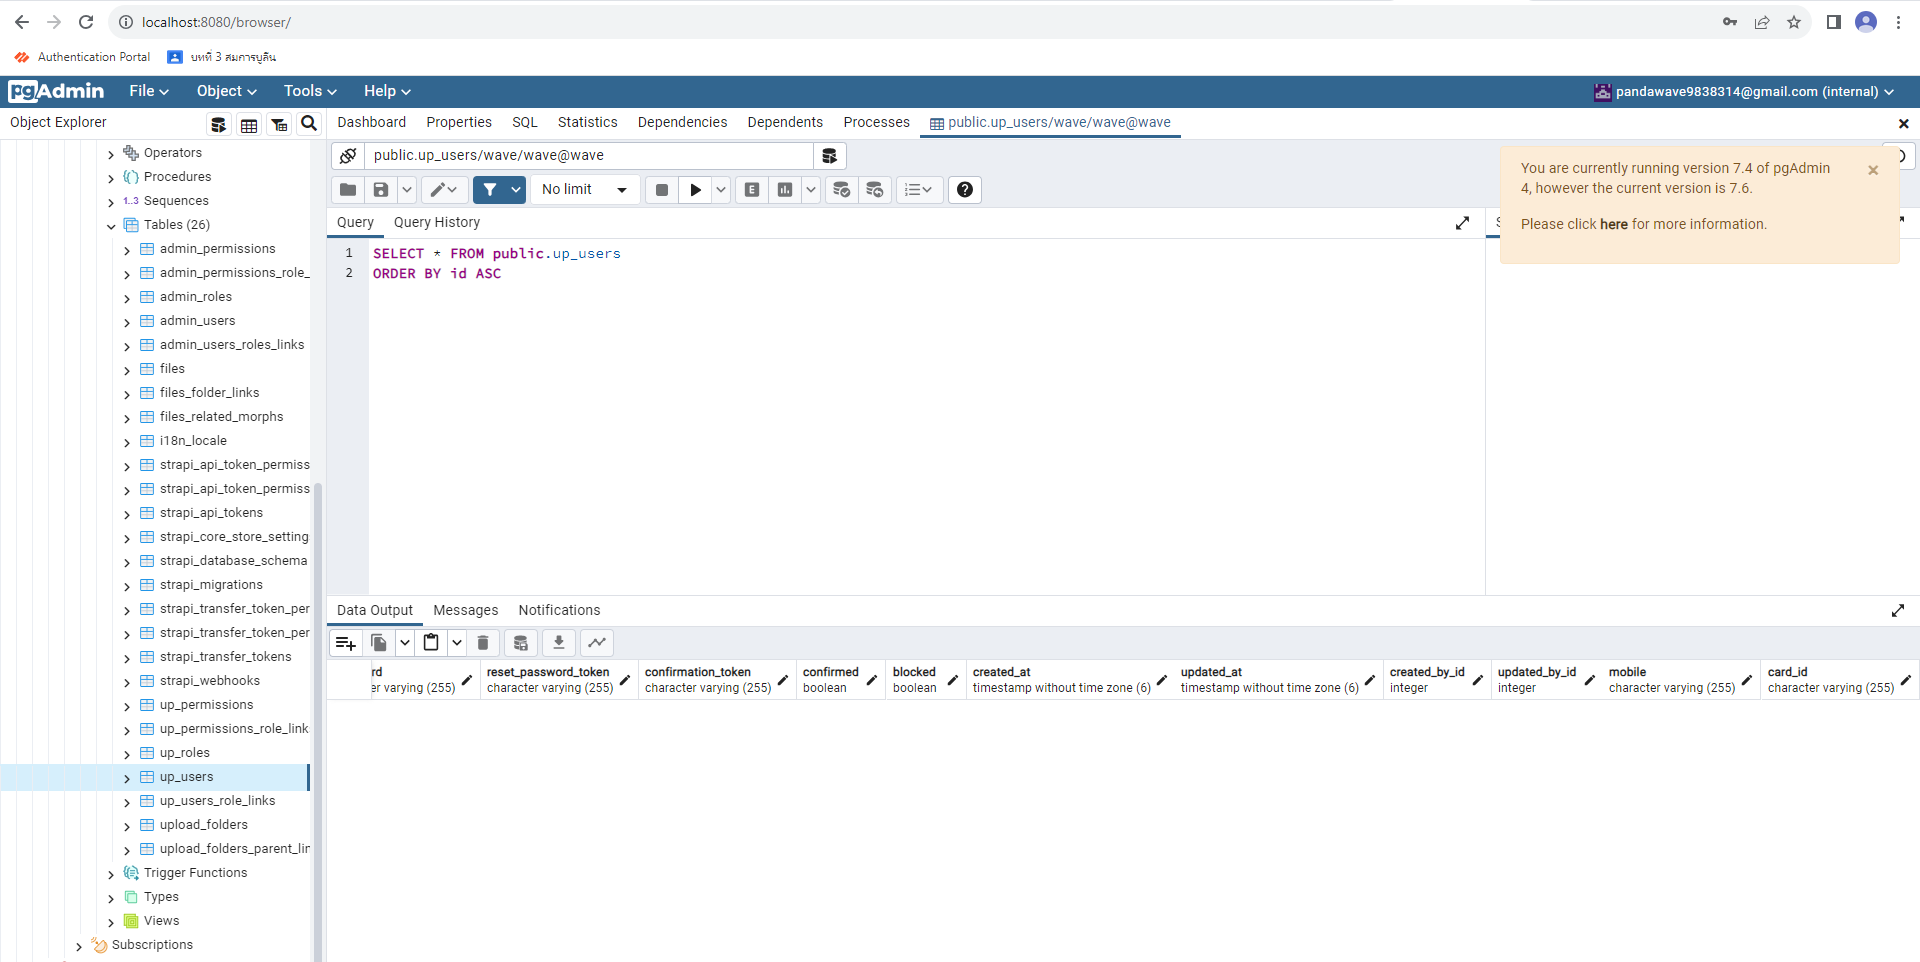 localhost:8080/browser/
Authentication Portal
บทที่ 3 สมการบูลีน
pgAdmin
File
Object
Tools
Help
pandawave9838314@gmail.com (internal)
Object Explorer
Dashboard
Properties
SQL
Statistics
Dependencies
Dependents
Processes
public.up_users/wave/wave@wave
public.up_users/wave/wave@wave
No limit
E
You are currently running version 7.4 of pgAdmin
4, however the current version is 7.6.
Please click here for more information.
Query
Query History
1 SELECT * FROM public.up_users
2 ORDER BY id ASC
Operators
Procedures
1..3 Sequences
Tables (26)
admin_permissions
admin_permissions_role_
admin_roles
admin_users
admin_users_roles_links
files
files_folder_links
files_related_morphs
i18n_locale
strapi_api_token_permiss
strapi_api_token_permiss
strapi_api_tokens
strapi_core_store_setting
strapi_database_schema
strapi_migrations
strapi_transfer_token_per
strapi_transfer_token_per
strapi_transfer_tokens
strapi_webhooks
up_permissions
up_permissions_role_link
up_roles
up_users
up_users_role_links
upload_folders
upload_folders_parent_lin
Trigger Functions
Types
Views
Subscriptions
Data Output
Messages
Notifications
rd
er varying (255)
reset_password_token
character varying (255)
confirmation_token
character varying (255)
confirmed
boolean
blocked
boolean
created_at
timestamp without time zone (6)
updated_at
timestamp without time zone (6)
created_by_id
integer
updated_by_id
integer
mobile
character varying (255)
card_id
character varying (255)